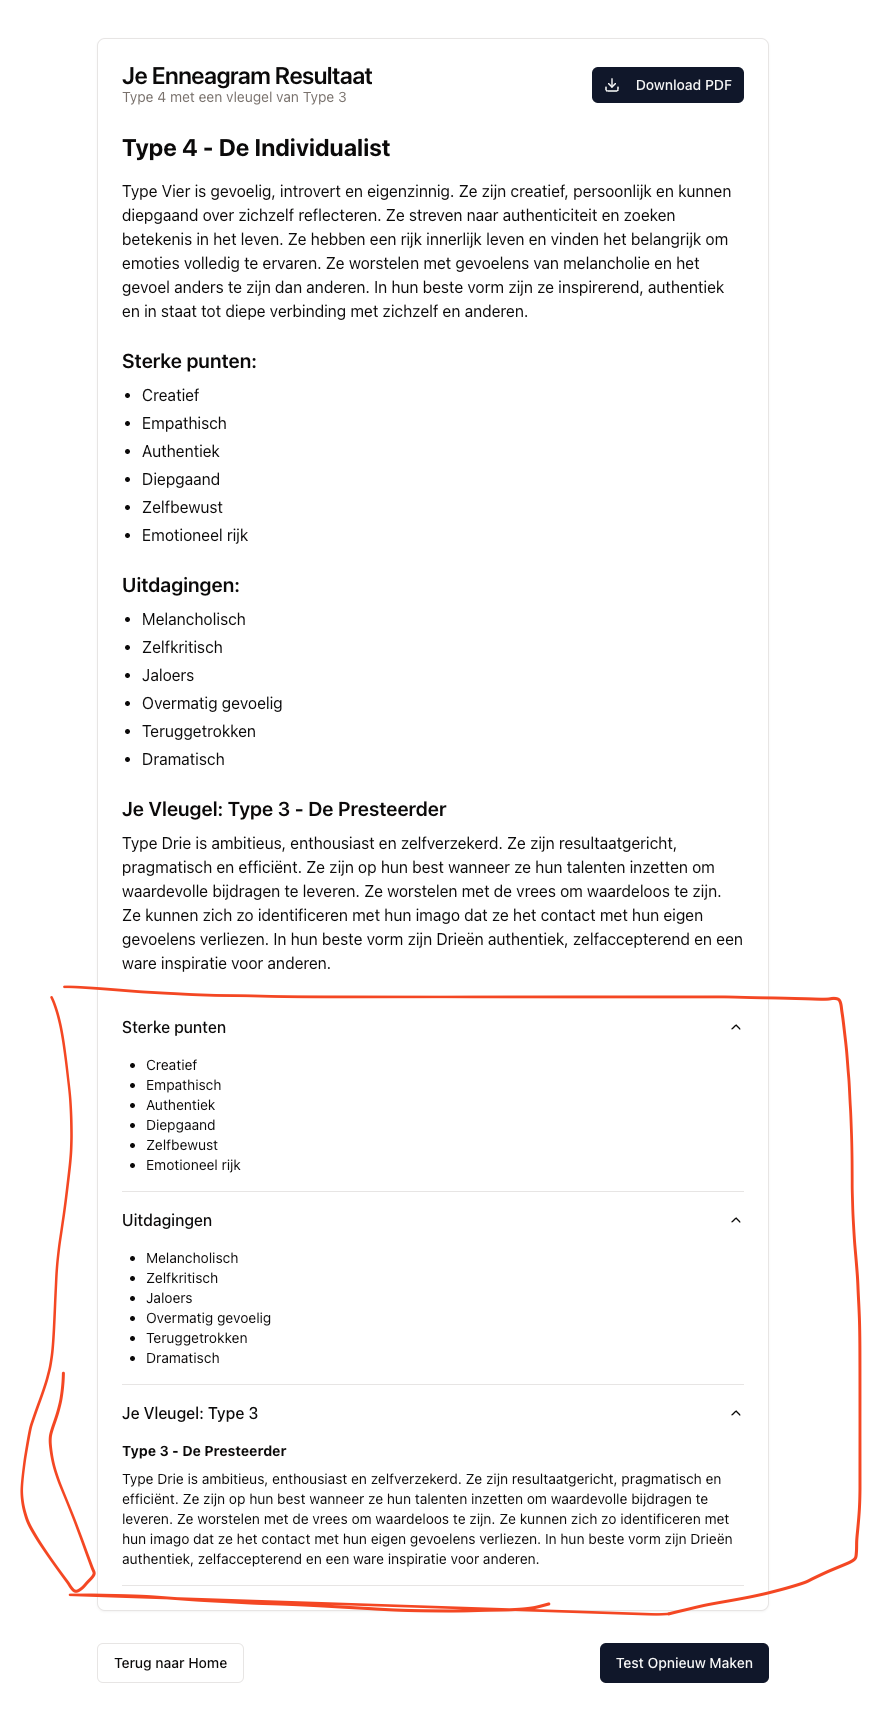 Je Enneagram Resultaat
Type 4 met een vleugel van Type 3
Download PDF
Type 4 - De Individualist
Type Vier is gevoelig, introvert en eigenzinnig. Ze zijn creatief, persoonlijk en kunnen
diepgaand over zichzelf reflecteren. Ze streven naar authenticiteit en zoeken
betekenis in het leven. Ze hebben een rijk innerlijk leven en vinden het belangrijk om
emoties volledig te ervaren. Ze worstelen met gevoelens van melancholie en het
gevoel anders te zijn dan anderen. In hun beste vorm zijn ze inspirerend, authentiek
en in staat tot diepe verbinding met zichzelf en anderen.
Sterke punten:
• Creatief
• Empathisch
• Authentiek
• Diepgaand
• Zelfbewust
• Emotioneel rijk
Uitdagingen:
• Melancholisch
• Zelfkritisch
• Jaloers
• Overmatig gevoelig
• Teruggetrokken
• Dramatisch
Je Vleugel: Type 3 - De Presteerder
Type Drie is ambitieus, enthousiast en zelfverzekerd. Ze zijn resultaatgericht,
pragmatisch en efficiënt. Ze zijn op hun best wanneer ze hun talenten inzetten om
waardevolle bijdragen te leveren. Ze worstelen met de vrees om waardeloos te zijn.
Ze kunnen zich zo identificeren met hun imago dat ze het contact met hun eigen
gevoelens verliezen. In hun beste vorm zijn Drieën authentiek, zelfaccepterend en een
ware inspiratie voor anderen.
Sterke punten
• Creatief
• Empathisch
• Authentiek
• Diepgaand
• Zelfbewust
• Emotioneel rijk
Uitdagingen
• Melancholisch
• Zelfkritisch
• Jaloers
• Overmatig gevoelig
• Teruggetrokken
• Dramatisch
Je Vleugel: Type 3
Type 3 - De Presteerder
Type Drie is ambitieus, enthousiast en zelfverzekerd. Ze zijn resultaatgericht, pragmatisch en
efficiënt. Ze zijn op hun best wanneer ze hun talenten inzetten om waardevolle bijdragen te
leveren. Ze worstelen met de vrees om waardeloos te zijn. Ze kunnen zich zo identificeren met
hun imago dat ze het contact met hun eigen gevoelens verliezen. In hun beste vorm zijn Drieën
authentiek, zelfaccepterend en een ware inspiratie voor anderen.
Terug naar Home
Test Opnieuw Maken